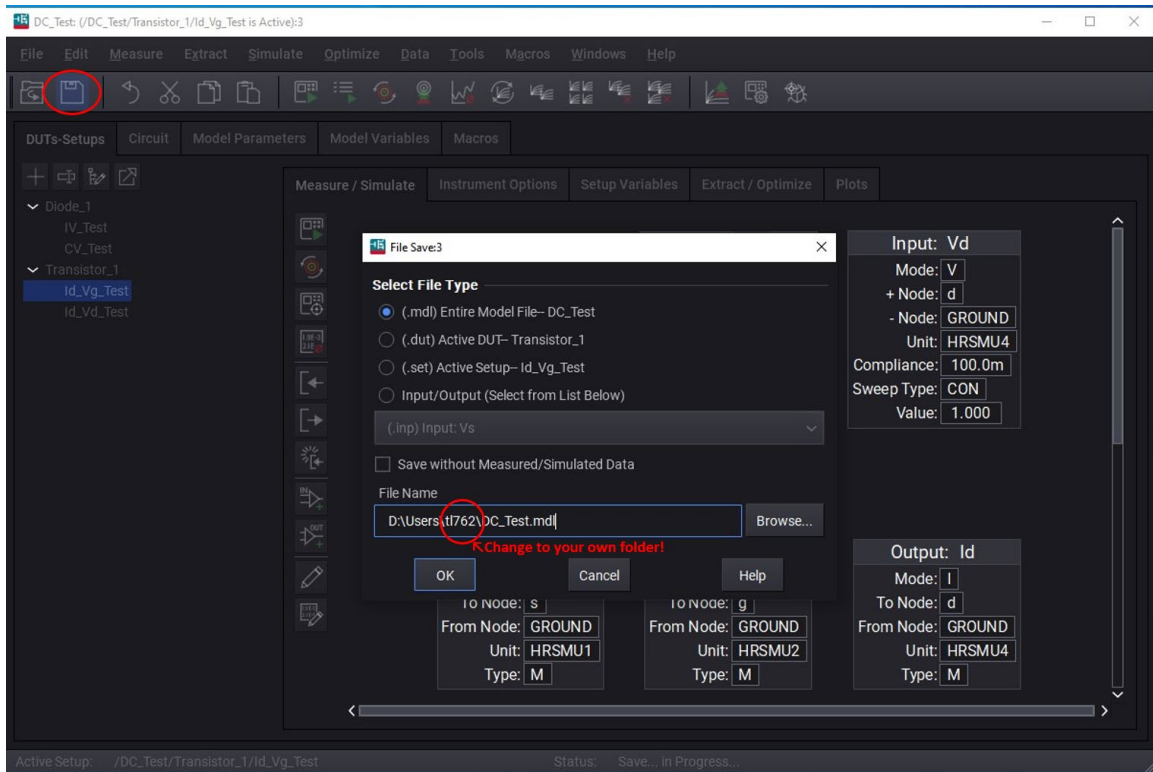 DC_Test: (/DC_Test/Transistor_1/Id_Vg_Test is Active):3
File Edit Measure Extract Simulate Optimize Data Tools Macros Windows Help
DUTs-Setups Circuit Model Parameters Model Variables Macros
Measure / Simulate Instrument Options Setup Variables Extract / Optimize Plots
Diode_1
IV_Test
CV_Test
Transistor_1
Id_Vg_Test
Id_Vd_Test
File Save:3
Select File Type
(.mdl) Entire Model File-- DC_Test
(.dut) Active DUT-- Transistor_1
(.set) Active Setup-- Id_Vg_Test
Input/Output (Select from List Below)
(.inp) Input: Vs
Save without Measured/Simulated Data
File Name
D:\Users\tl762\DC_Test.mdl
Browse...
Change to your own folder!
OK Cancel Help
Input: Vd
Mode: V
+ Node: d
- Node: GROUND
Unit: HRSMU4
Compliance: 100.0m
Sweep Type: CON
Value: 1.000
To Node: s
From Node: GROUND
Unit: HRSMU1
Type: M
To Node: g
From Node: GROUND
Unit: HRSMU2
Type: M
Output: Id
Mode: I
To Node: d
From Node: GROUND
Unit: HRSMU4
Type: M
Active Setup: /DC_Test/Transistor_1/Id_Vg_Test Status: Save... in Progress...